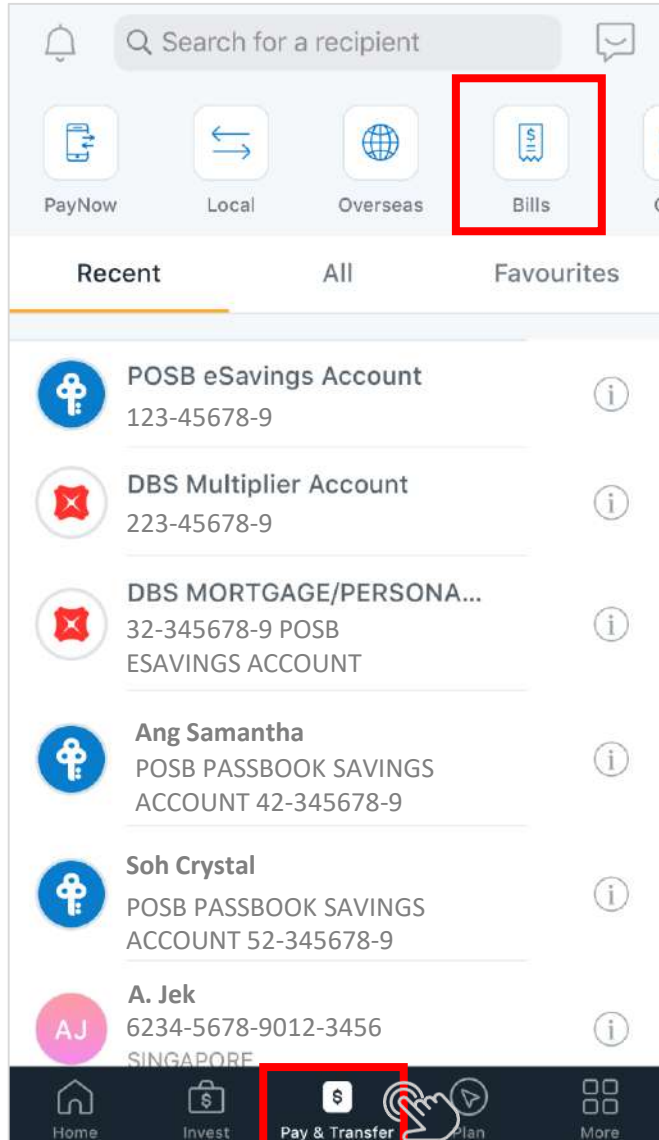 Search for a recipient
PayNow Local Overseas Bills
Recent All Favourites
POSB eSavings Account
123-45678-9
DBS Multiplier Account
223-45678-9
DBS MORTGAGE/PERSONA...
32-345678-9 POSB
ESAVINGS ACCOUNT
Ang Samantha
POSB PASSBOOK SAVINGS
ACCOUNT 42-345678-9
Soh Crystal
POSB PASSBOOK SAVINGS
ACCOUNT 52-345678-9
A. Jek
AJ 6234-5678-9012-3456
SINGAPORE
Home Invest Pay & Transfer Plan More